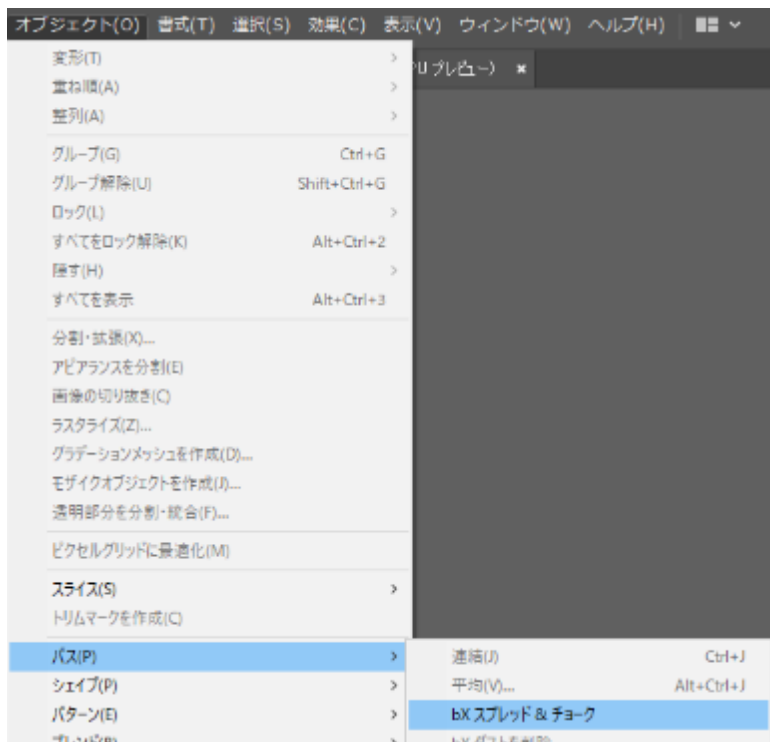 オブジェクト(O) 書式(T) 選択(S) 効果(C) 表示(V) ウィンドウ(W) ヘルプ(H)
プレビュー) ×
変形(T) >
重ね順(A) >
整列(A) >
グループ(G) Ctrl+G
グループ解除(U) Shift+Ctrl+G
ロック(L) >
すべてをロック解除(K) Alt+Ctrl+2
隠す(H) >
すべてを表示 Alt+Ctrl+3
分割・拡張(X)...
アピアランスを分割(E)
画像の切り抜き(C)
ラスタライズ(Z)...
グラデーションメッシュを作成(D)...
モザイクオブジェクトを作成(J)...
透明部分を分割・統合(F)...
ピクセルグリッドに最適化(M)
スライス(S) >
トリムマークを作成(C)
パス(P) >
連結(J) Ctrl+J
シェイプ(P) >
平均(V)... Alt+Ctrl+J
パターン(E) >
bX スプレッド & チョーク